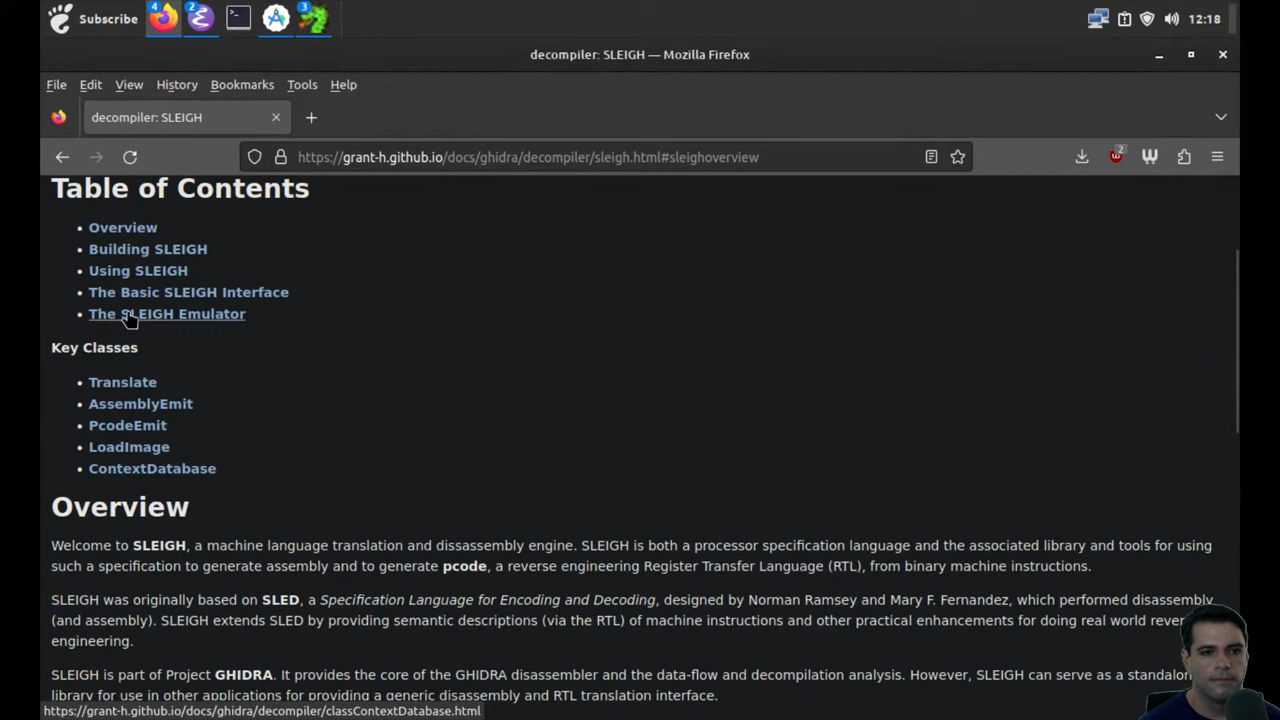 Subscribe
4
2
3
12:18
decompiler: SLEIGH — Mozilla Firefox
File Edit View History Bookmarks Tools Help
decompiler: SLEIGH
https://grant-h.github.io/docs/ghidra/decompiler/sleigh.html#sleighoverview
2
Table of Contents
• Overview
• Building SLEIGH
• Using SLEIGH
• The Basic SLEIGH Interface
• The SLEIGH Emulator
Key Classes
• Translate
• AssemblyEmit
• PcodeEmit
• LoadImage
• ContextDatabase
Overview
Welcome to SLEIGH, a machine language translation and dissassembly engine. SLEIGH is both a processor specification language and the associated library and tools for using
such a specification to generate assembly and to generate pcode, a reverse engineering Register Transfer Language (RTL), from binary machine instructions.
SLEIGH was originally based on SLED, a Specification Language for Encoding and Decoding, designed by Norman Ramsey and Mary F. Fernandez, which performed disassembly
(and assembly). SLEIGH extends SLED by providing semantic descriptions (via the RTL) of machine instructions and other practical enhancements for doing real world rever
engineering.
SLEIGH is part of Project GHIDRA. It provides the core of the GHIDRA disassembler and the data-flow and decompilation analysis. However, SLEIGH can serve as a standalon
library for use in other applications for providing a generic disassembly and RTL translation interface.
https://grant-h.github.io/docs/ghidra/decompiler/classContextDatabase.html